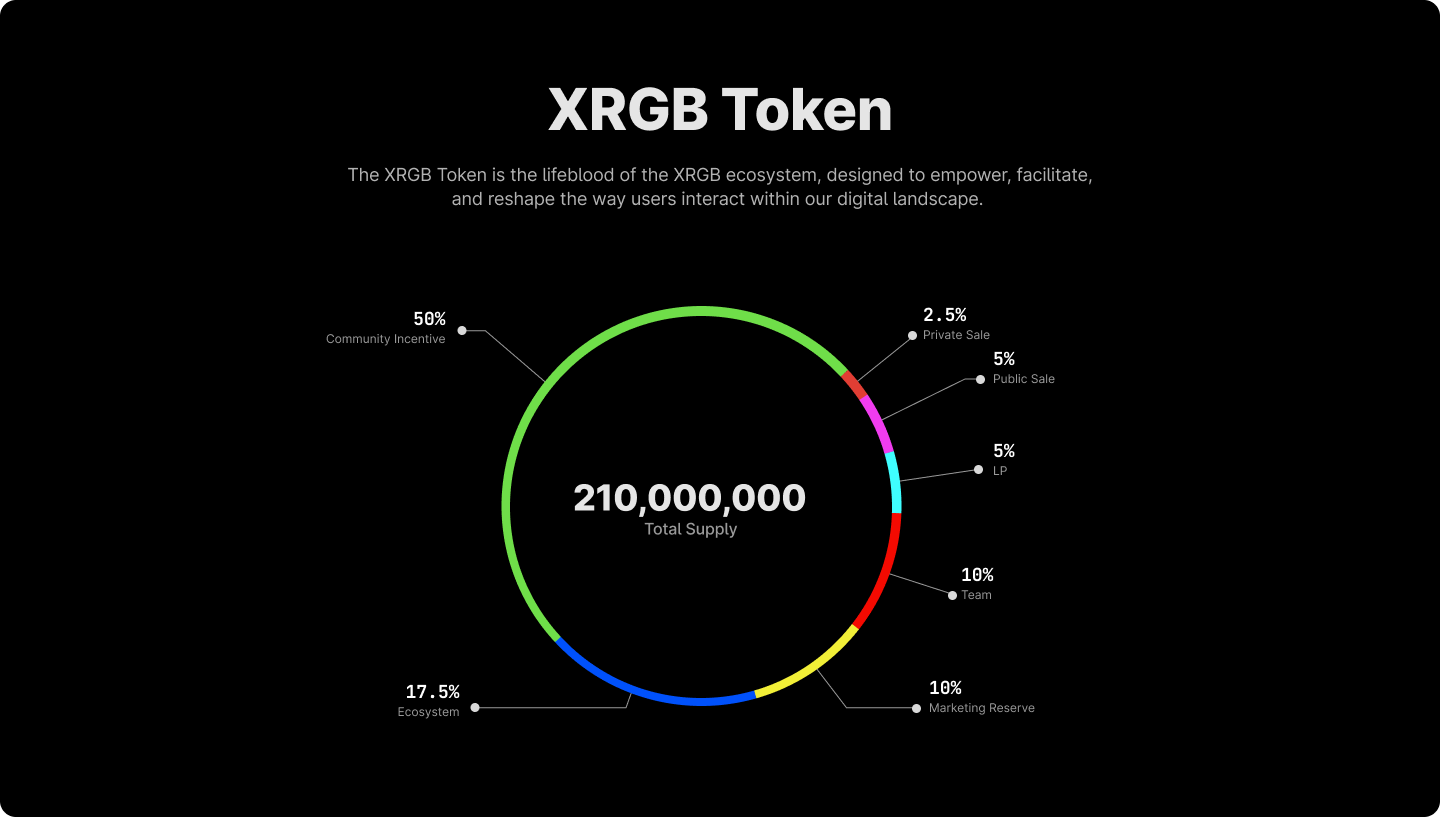 XRGB Token
The XRGB Token is the lifeblood of the XRGB ecosystem, designed to empower, facilitate,
and reshape the way users interact within our digital landscape.
50%
Community Incentive
2.5%
Private Sale
5%
Public Sale
5%
LP
210,000,000
Total Supply
10%
Team
10%
Marketing Reserve
17.5%
Ecosystem